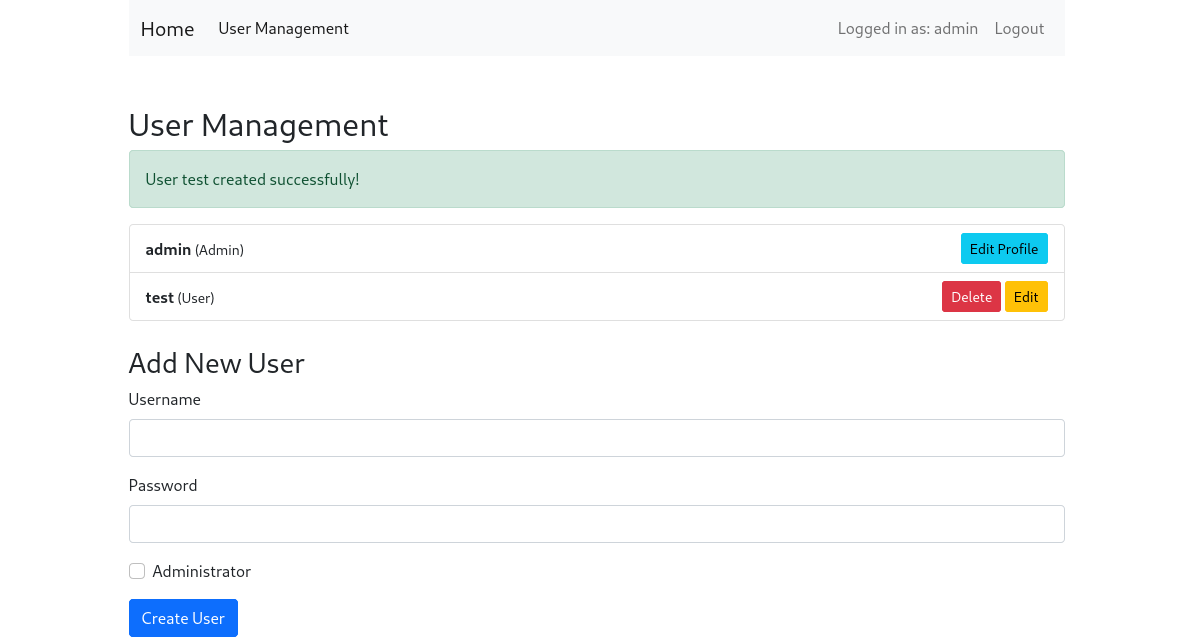 Home User Management Logged in as: admin Logout
User Management
User test created successfully!
admin (Admin) Edit Profile
test (User) Delete Edit
Add New User
Username
Password
Administrator
Create User